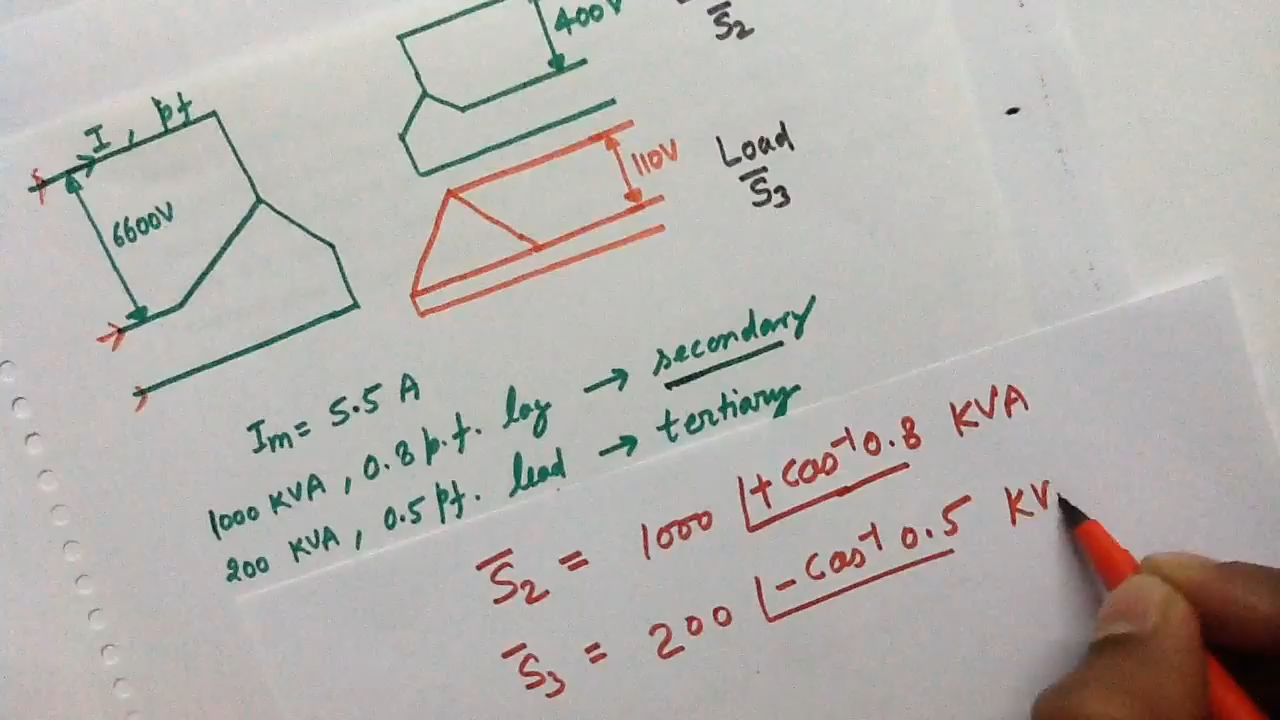 400V
S̅2
I, pf
6600V
110V
Load
S̅3
Im = 5.5 A
1000 KVA, 0.8 p.f. lag → secondary
200 KVA, 0.5 pf. lead → tertiary
S̅2 = 1000 ∠+cos⁻¹0.8 KVA
S̅3 = 200 ∠-cos⁻¹0.5 KV